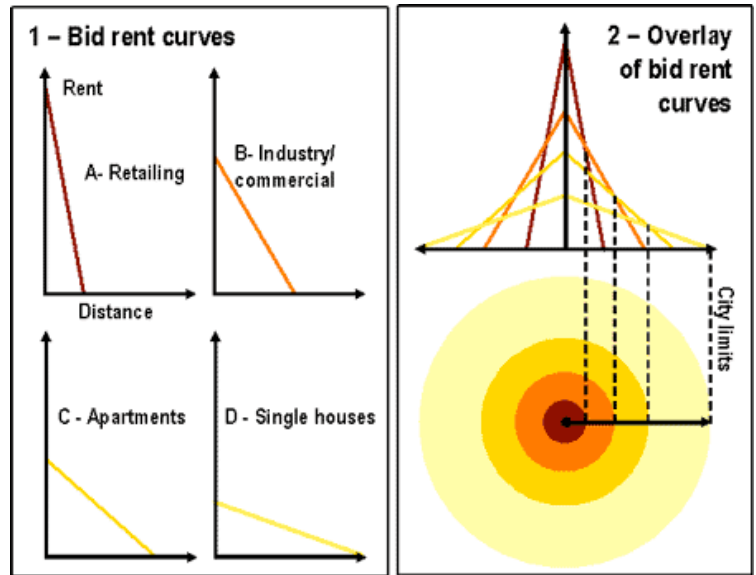 1 – Bid rent curves
Rent
A- Retailing
B- Industry/
commercial
Distance
C - Apartments
D - Single houses
2 – Overlay
of bid rent
curves
City limits